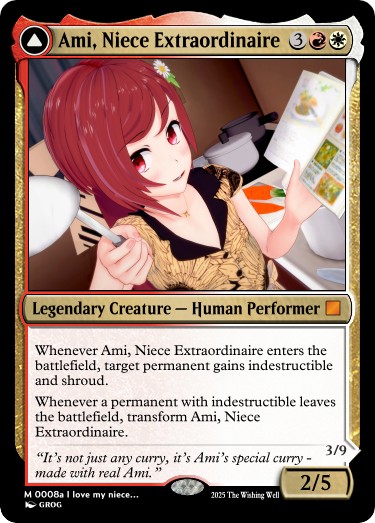 Ami, Niece Extraordinaire 3
Legendary Creature — Human Performer
Whenever Ami, Niece Extraordinaire enters the
battlefield, target permanent gains indestructible
and shroud.
Whenever a permanent with indestructible leaves
the battlefield, transform Ami, Niece
Extraordinaire.
3/9
“It's not just any curry, it's Ami's special curry -
made with real Ami.”
2/5
M 0008a I love my niece...
GROG
2025 The Wishing Well